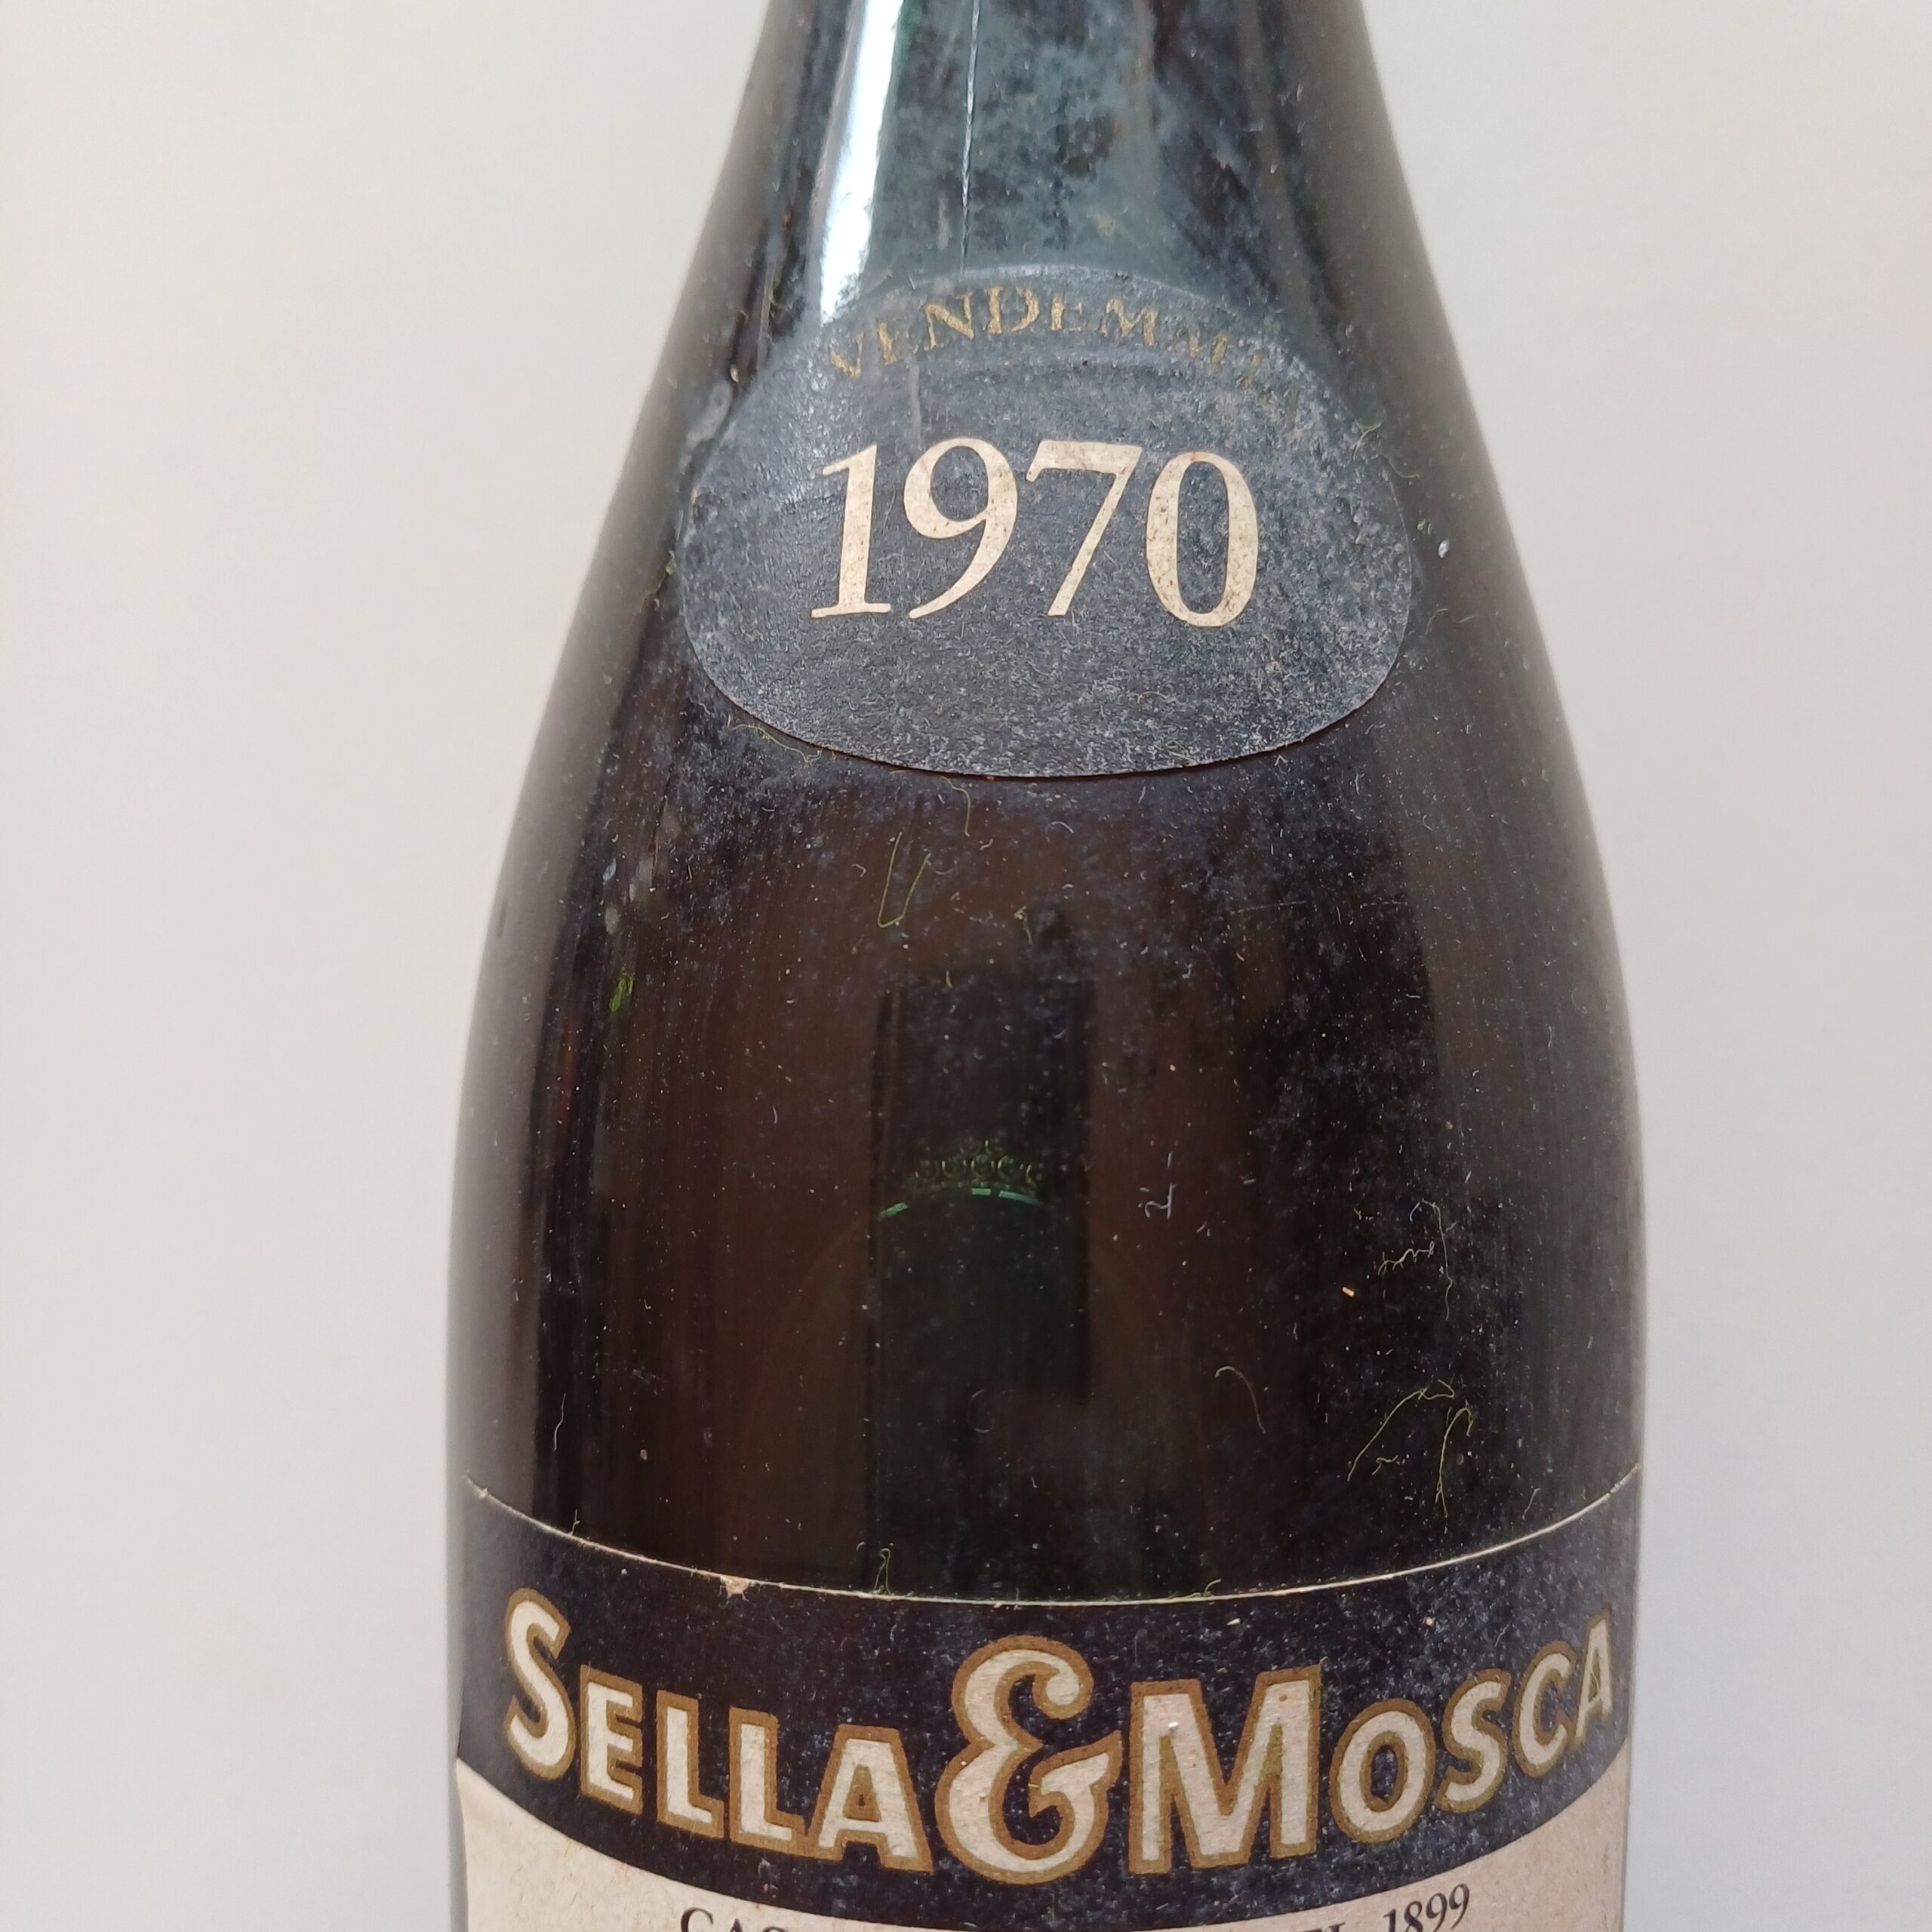 VENDEMMIA
1970
SELLA & MOSCA
1899